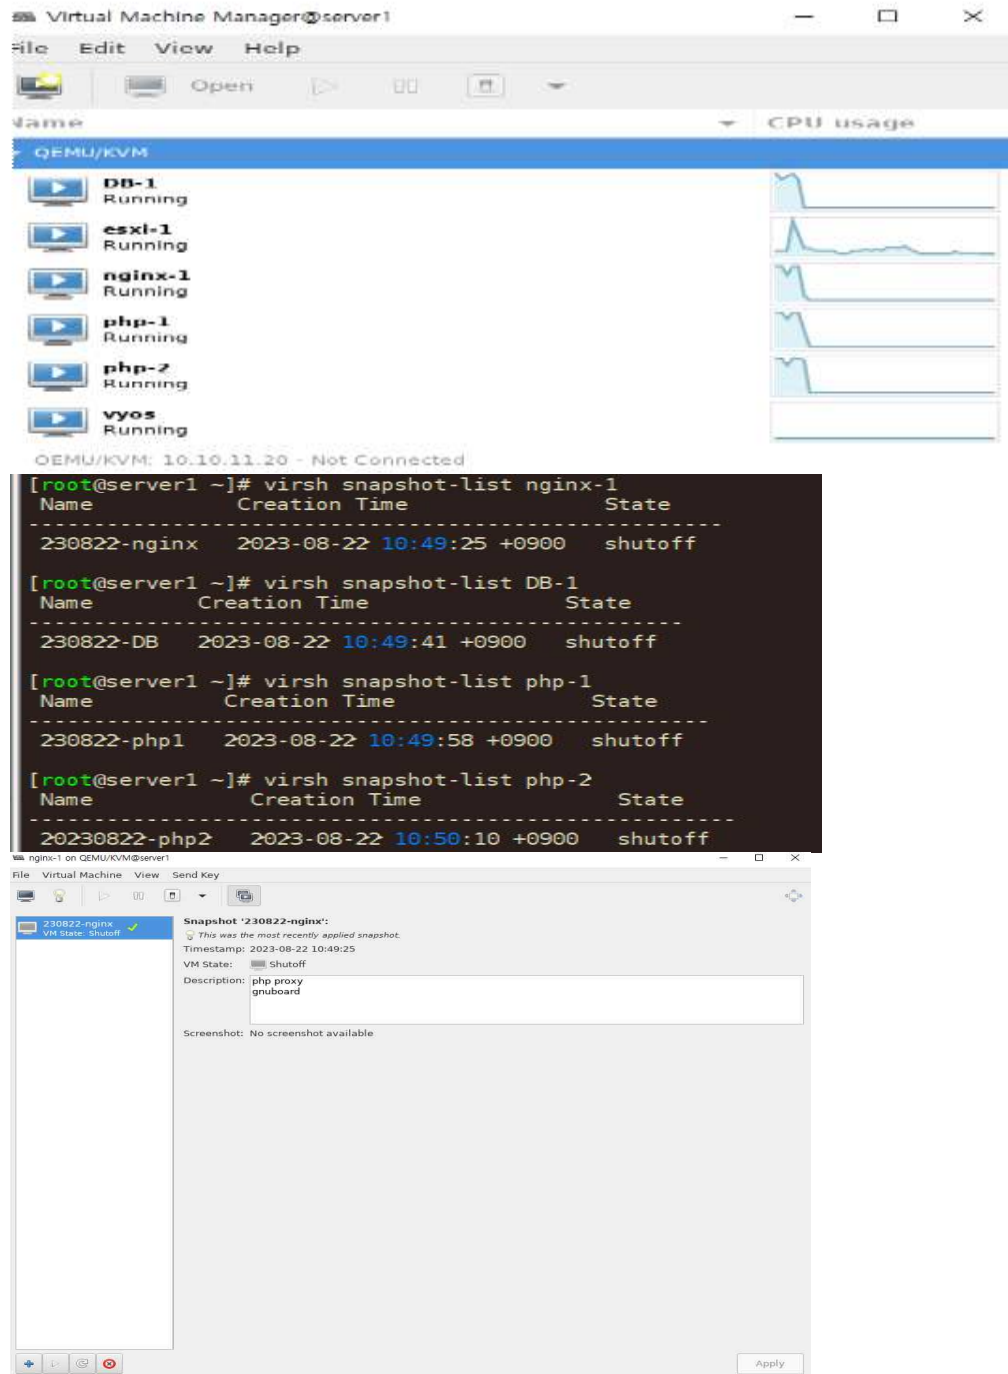 Virtual Machine Manager@server1
File Edit View Help
Open
Name CPU usage
QEMU/KVM
DB-1
Running
esxi-1
Running
nginx-1
Running
php-1
Running
php-2
Running
vyos
Running
QEMU/KVM: 10.10.11.20 - Not Connected
[root@server1 ~]# virsh snapshot-list nginx-1
Name Creation Time State
------------------------------------------------------
230822-nginx 2023-08-22 10:49:25 +0900 shutoff
[root@server1 ~]# virsh snapshot-list DB-1
Name Creation Time State
---------------------------------------------------
230822-DB 2023-08-22 10:49:41 +0900 shutoff
[root@server1 ~]# virsh snapshot-list php-1
Name Creation Time State
-----------------------------------------------------
230822-php1 2023-08-22 10:49:58 +0900 shutoff
[root@server1 ~]# virsh snapshot-list php-2
Name Creation Time State
-------------------------------------------------------
20230822-php2 2023-08-22 10:50:10 +0900 shutoff
nginx-1 on QEMU/KVM@server1
File Virtual Machine View Send Key
230822-nginx
VM State: Shutoff
Snapshot '230822-nginx':
This was the most recently applied snapshot.
Timestamp: 2023-08-22 10:49:25
VM State: Shutoff
Description: php proxy
gnuboard
Screenshot: No screenshot available
Apply